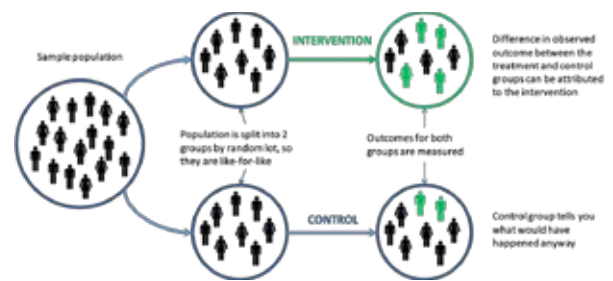 Sample population
INTERVENTION
Difference in observed
outcome between the
treatment and control
groups can be attributed
to the intervention
Population is split into 2
groups by random lot, so
they are like-for-like
Outcomes for both
groups are measured
CONTROL
Control group tells you
what would have
happened anyway